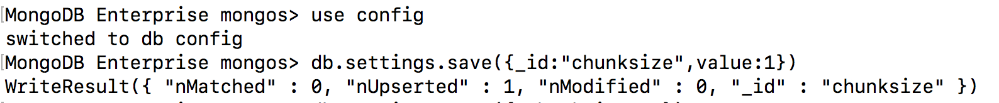 MongoDB Enterprise mongos> use config
switched to db config
MongoDB Enterprise mongos> db.settings.save({_id:"chunksize",value:1})
WriteResult({ "nMatched" : 0, "nUpserted" : 1, "nModified" : 0, "_id" : "chunksize" })